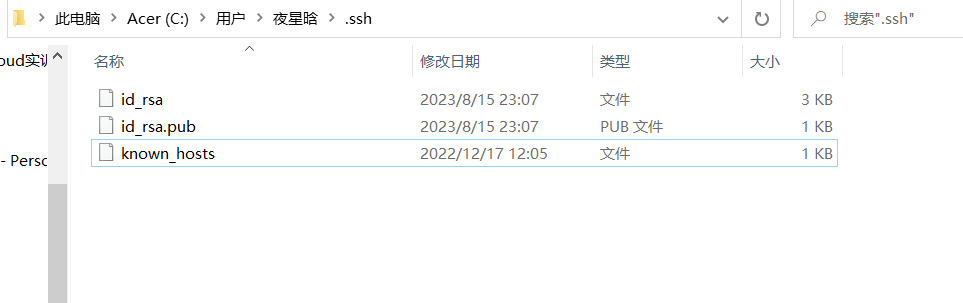 此电脑 > Acer (C:) > 用户 > 夜星晗 > .ssh
搜索".ssh"
oud实训
名称 修改日期 类型 大小
id_rsa 2023/8/15 23:07 文件 3 KB
id_rsa.pub 2023/8/15 23:07 PUB 文件 1 KB
known_hosts 2022/12/17 12:05 文件 1 KB
- Perso